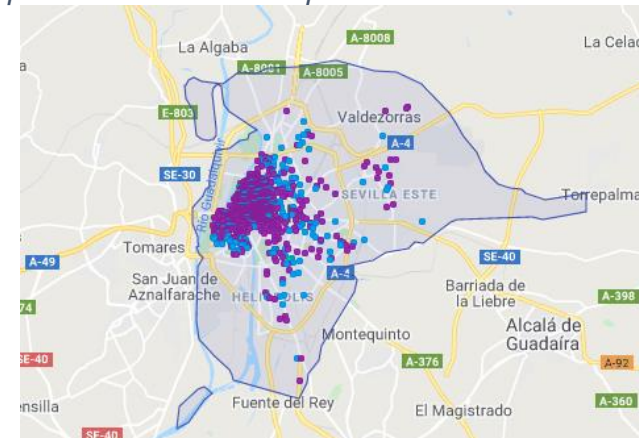 A-8008
La Algaba
La Celad
A-8001
A-8005
E-803
Valdezorras
A-4
SE-30
Río Guadalquivir
SEVILLA ESTE
Torrepalma
Tomares
A-49
SE-40
San Juan de
Aznalfarache
A-4
Barriada de
la Liebre
HELIÓPOLIS
A-398
74
Alcalá de
Guadaíra
Montequinto
SE-40
A-376
A-92
A-360
ensilla
Fuente del Rey
El Magistrado
SE-40